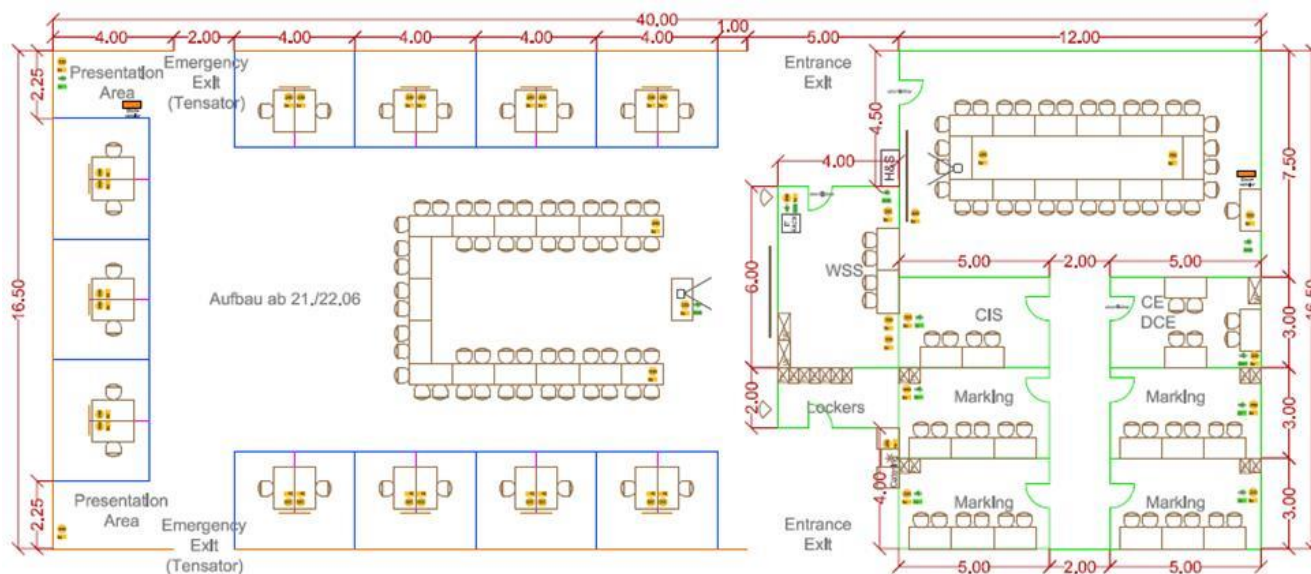 40.00
1.00
4.00
2.00
4.00
4.00
4.00
4.00
5.00
12.00
2.25
Presentation
Area
Emergency
Exit
(Tensator)
Entrance
Exit
4.50
7.50
4.00
H&S
16.50
Aufbau ab 21./22.06
6.00
WSS
5.00
2.00
5.00
16.50
CIS
CE
DCE
3.00
2.00
Lockers
Marking
Marking
3.00
2.25
Presentation
Area
Emergency
Exit
(Tensator)
Entrance
Exit
4.00
Marking
Marking
3.00
5.00
2.00
5.00